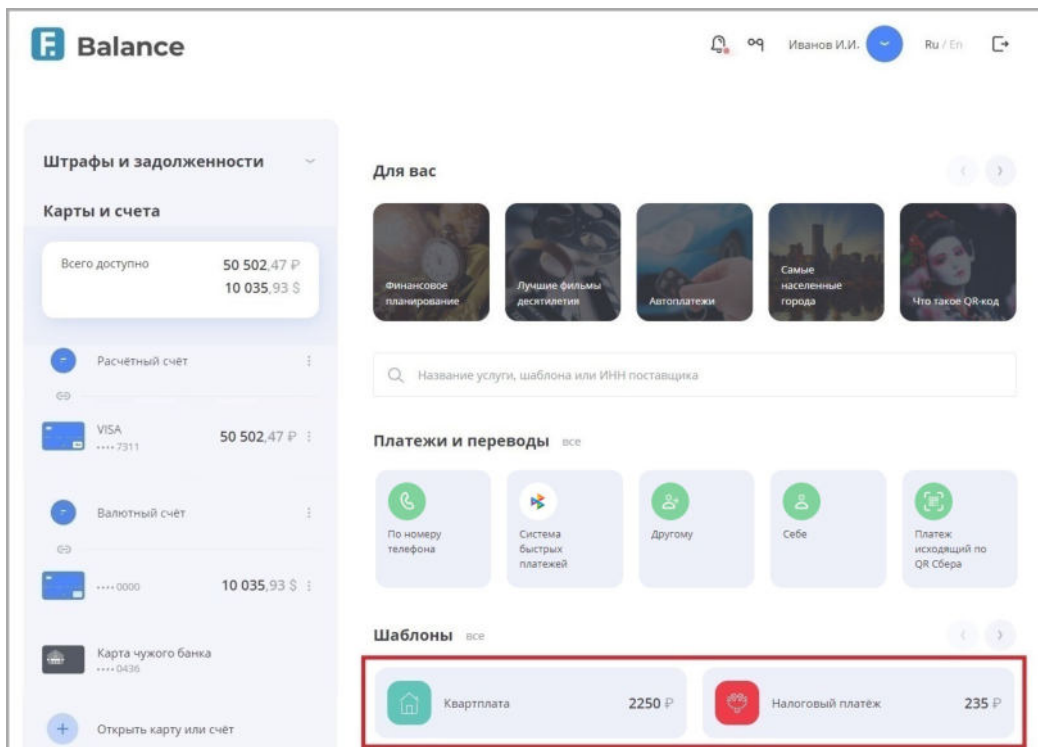 F. Balance
Иванов И.И.
Ru / En
Штрафы и задолженности
Карты и счета
Всего доступно
50 502,47 ₽
10 035,93 $
Расчётный счёт
VISA
•••• 7311
50 502,47 ₽
Валютный счёт
•••• 0000
10 035,93 $
Карта чужого банка
•••• 0436
Открыть карту или счёт
Для вас
Финансовое
планирование
Лучшие фильмы
десятилетия
Автоплатежи
Самые
населенные
города
Что такое QR-код
Название услуги, шаблона или ИНН поставщика
Платежи и переводы все
По номеру
телефона
Система
быстрых
платежей
Другому
Себе
Платеж
исходящий по
QR Сбера
Шаблоны все
Квартплата
2250 ₽
Налоговый платёж
235 ₽